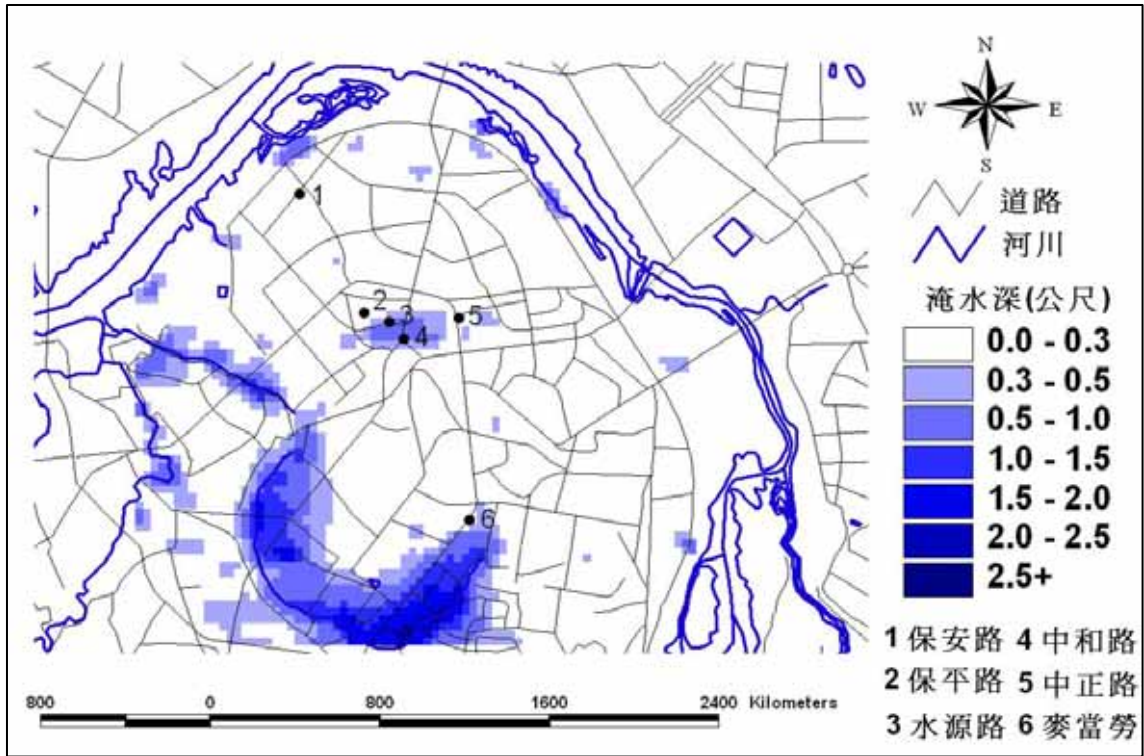 N
W E
S
道路
河川
淹水深(公尺)
0.0 - 0.3
0.3 - 0.5
0.5 - 1.0
1.0 - 1.5
1.5 - 2.0
2.0 - 2.5
2.5+
1
2
3
4
5
6
1 保安路 4 中和路
2 保平路 5 中正路
3 水源路 6 麥當勞
800 0 800 1600 2400 Kilometers